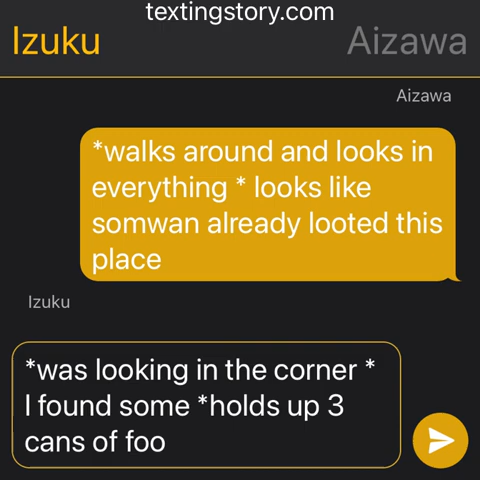 textingstory.com
Izuku Aizawa
Aizawa
*walks around and looks in
everything * looks like
somwan already looted this
place
Izuku
*was looking in the corner *
I found some *holds up 3
cans of foo